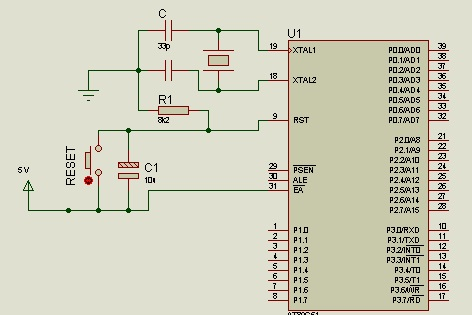 C
33p
R1
8k2
RESET
5V
C1
10u
U1
19 XTAL1
18 XTAL2
9 RST
29 PSEN
30 ALE
31 EA
1 P1.0
2 P1.1
3 P1.2
4 P1.3
5 P1.4
6 P1.5
7 P1.6
8 P1.7
P0.0/AD0 39
P0.1/AD1 38
P0.2/AD2 37
P0.3/AD3 36
P0.4/AD4 35
P0.5/AD5 34
P0.6/AD6 33
P0.7/AD7 32
P2.0/A8 21
P2.1/A9 22
P2.2/A10 23
P2.3/A11 24
P2.4/A12 25
P2.5/A13 26
P2.6/A14 27
P2.7/A15 28
P3.0/RXD 10
P3.1/TXD 11
P3.2/INT0 12
P3.3/INT1 13
P3.4/T0 14
P3.5/T1 15
P3.6/WR 16
P3.7/RD 17